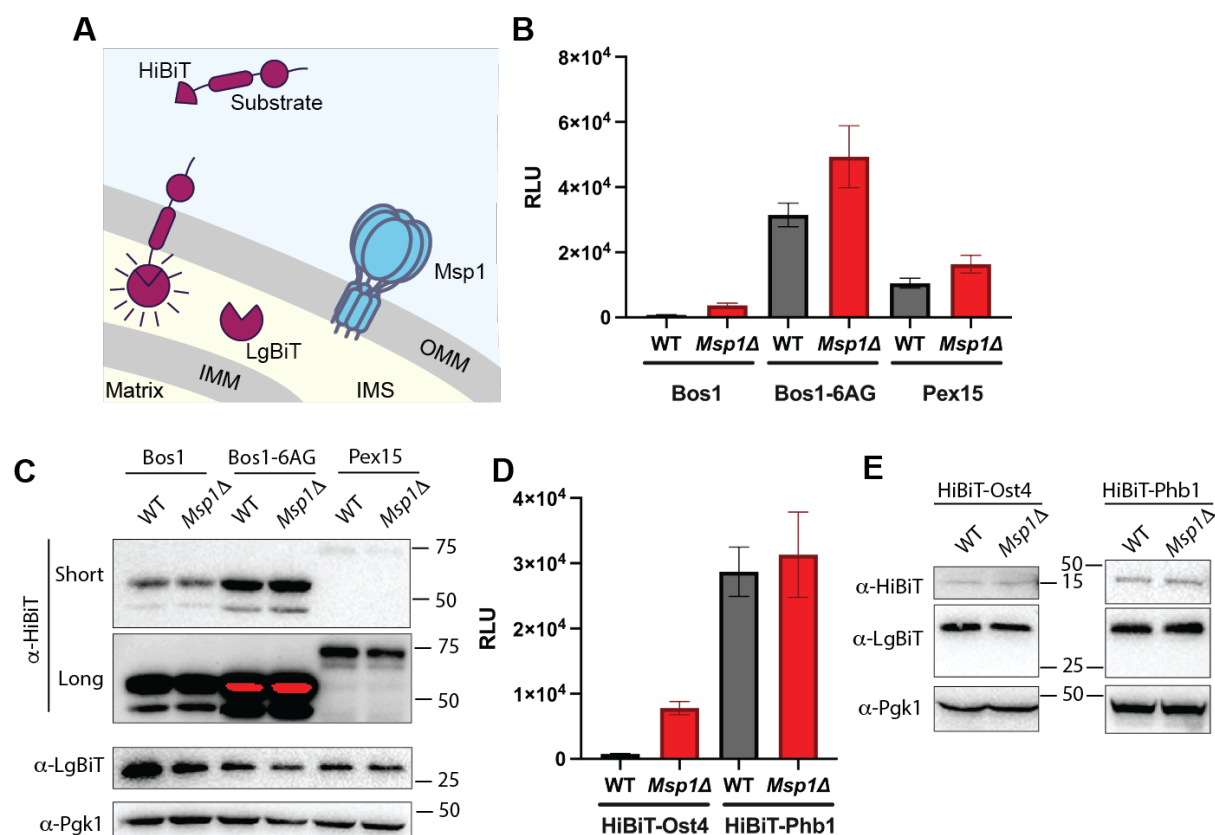 A
HiBiT
Substrate
Msp1
LgBiT
OMM
IMM
Matrix
IMS
B
8×10⁴
6×10⁴
4×10⁴
2×10⁴
0
RLU
WT Msp1Δ WT Msp1Δ WT Msp1Δ
Bos1 Bos1-6AG Pex15
C
Bos1 Bos1-6AG Pex15
WT Msp1Δ WT Msp1Δ WT Msp1Δ
α-HiBiT
Short
75
50
Long
75
50
α-LgBiT
25
α-Pgk1
50
D
4×10⁴
3×10⁴
2×10⁴
1×10⁴
0
RLU
WT Msp1Δ WT Msp1Δ
HiBiT-Ost4 HiBiT-Phb1
E
HiBiT-Ost4 HiBiT-Phb1
WT Msp1Δ WT Msp1Δ
α-HiBiT 15 50
α-LgBiT
25
α-Pgk1 50